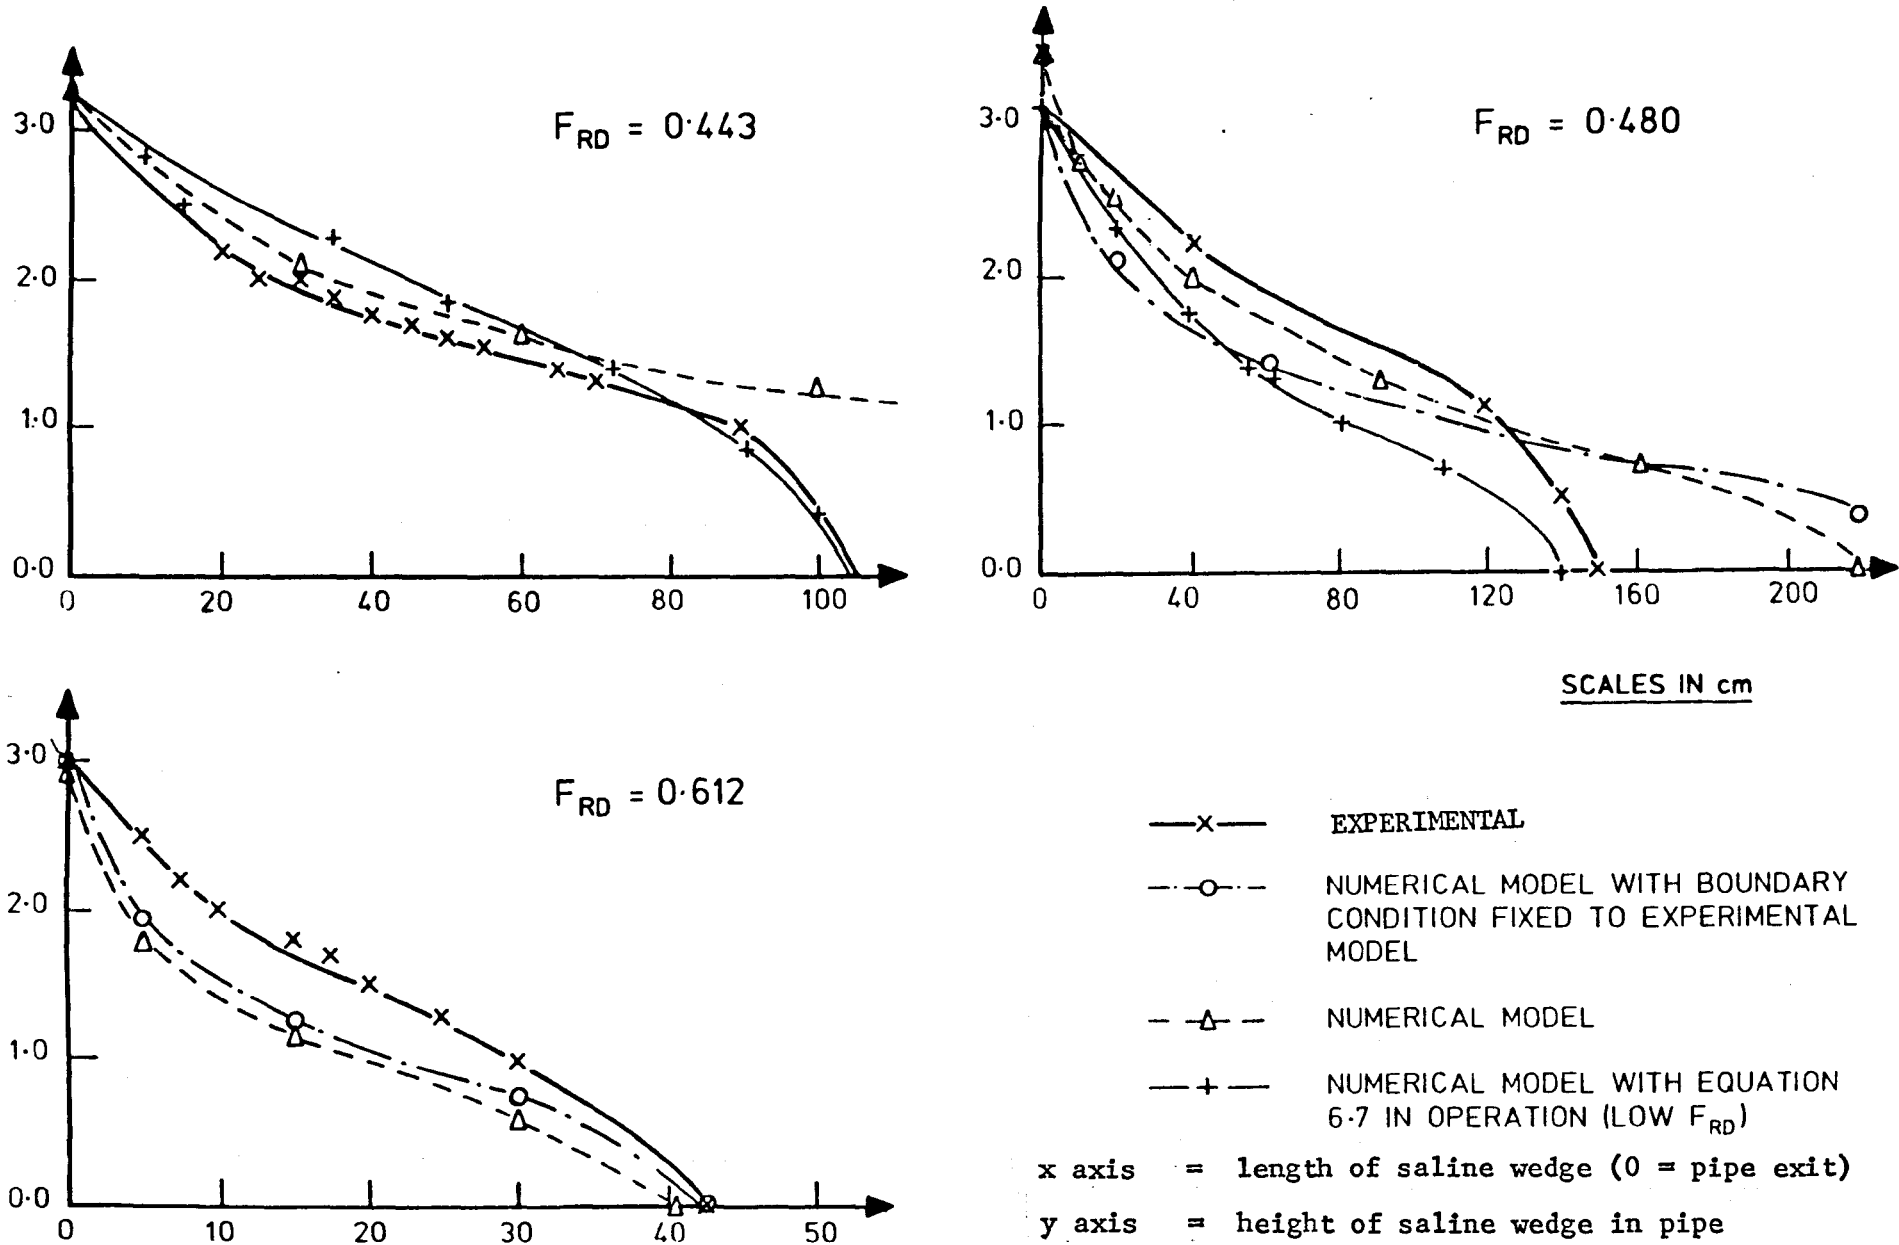 F_RD = 0·443
3·0
2·0
1·0
0·0
0 20 40 60 80 100
F_RD = 0·480
3·0
2·0
1·0
0·0
0 40 80 120 160 200
SCALES IN cm
F_RD = 0·612
3·0
2·0
1·0
0·0
0 10 20 30 40 50
EXPERIMENTAL
NUMERICAL MODEL WITH BOUNDARY
CONDITION FIXED TO EXPERIMENTAL
MODEL
NUMERICAL MODEL
NUMERICAL MODEL WITH EQUATION
6·7 IN OPERATION (LOW F_RD)
x axis = length of saline wedge (0 = pipe exit)
y axis = height of saline wedge in pipe